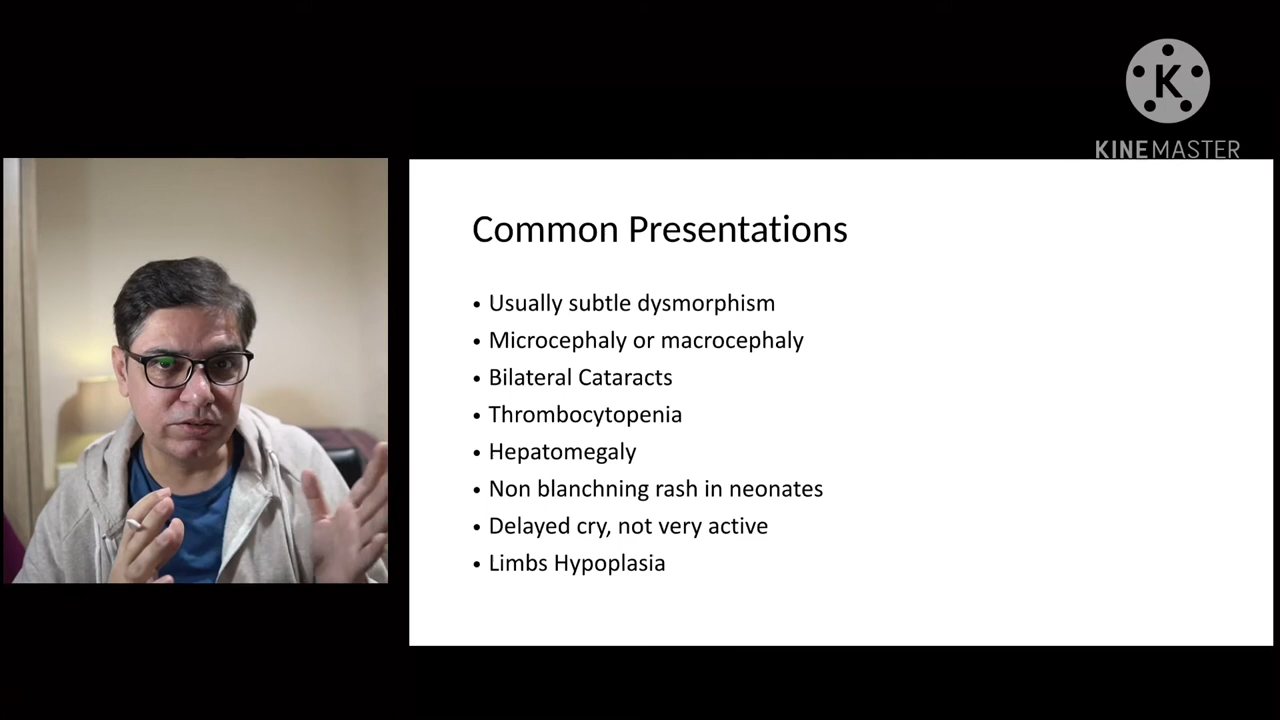 K
KINEMASTER
Common Presentations
• Usually subtle dysmorphism
• Microcephaly or macrocephaly
• Bilateral Cataracts
• Thrombocytopenia
• Hepatomegaly
• Non blanchning rash in neonates
• Delayed cry, not very active
• Limbs Hypoplasia